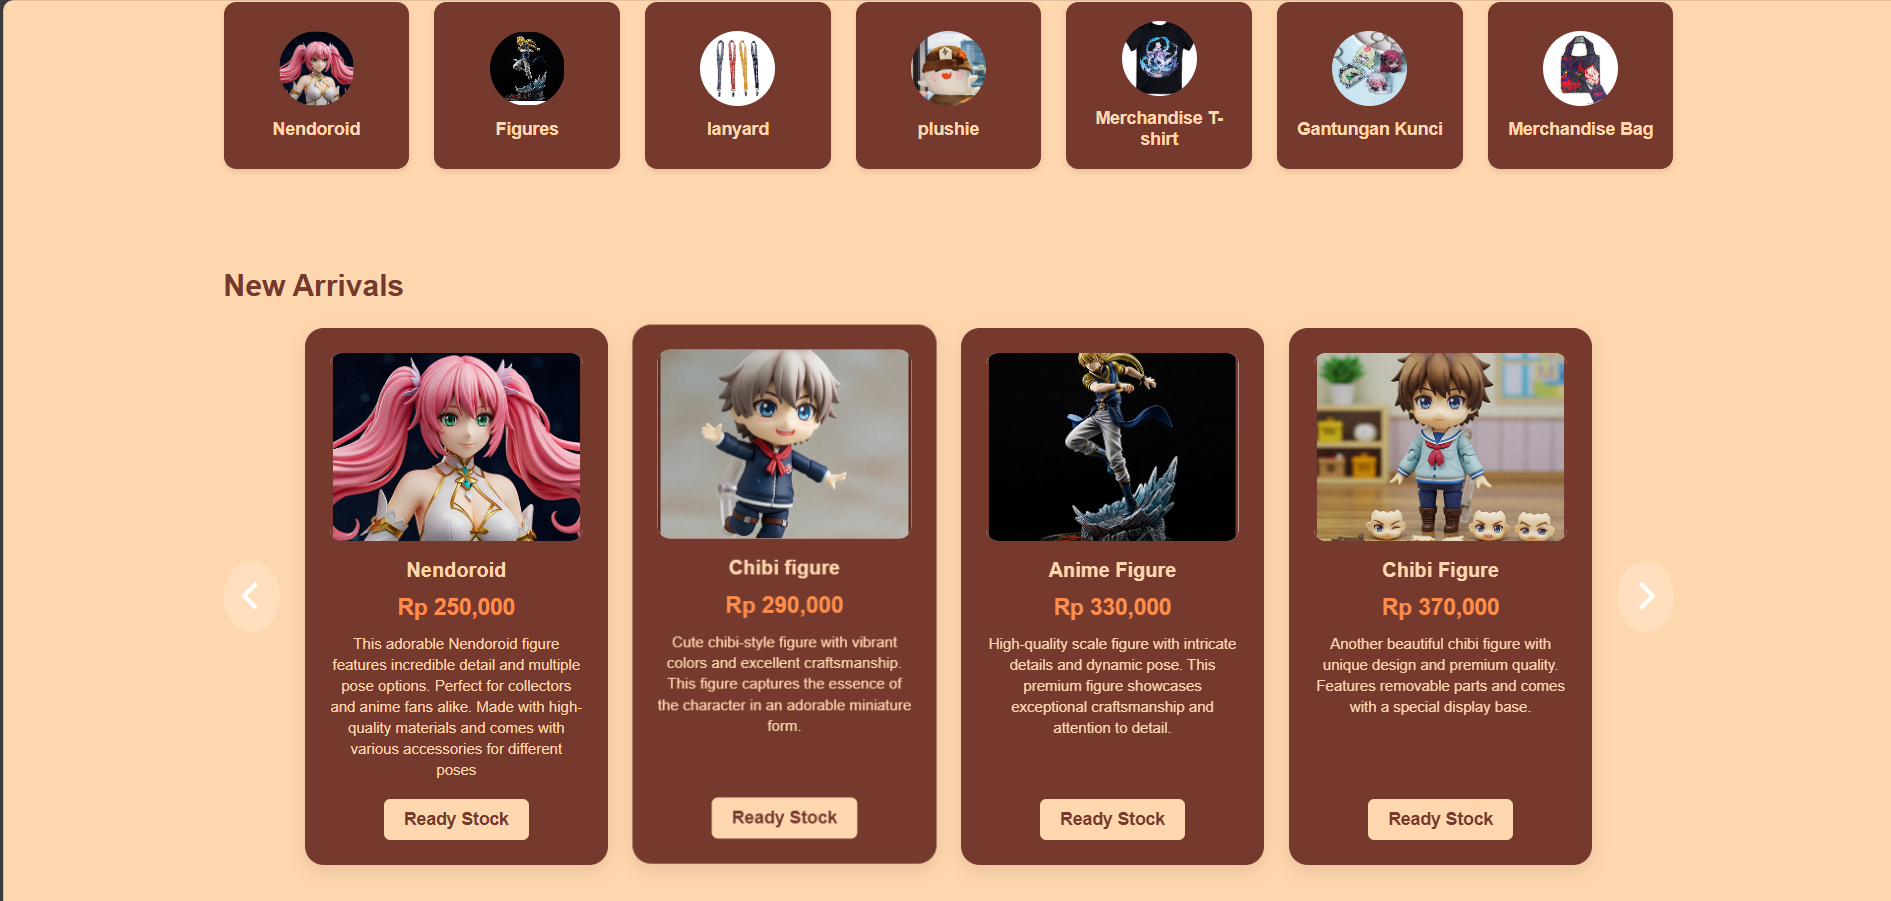 Nendoroid
Figures
lanyard
plushie
Merchandise T-
shirt
Gantungan Kunci
Merchandise Bag
New Arrivals
Nendoroid
Rp 250,000
This adorable Nendoroid figure
features incredible detail and multiple
pose options. Perfect for collectors
and anime fans alike. Made with high-
quality materials and comes with
various accessories for different
poses
Ready Stock
Chibi figure
Rp 290,000
Cute chibi-style figure with vibrant
colors and excellent craftsmanship.
This figure captures the essence of
the character in an adorable miniature
form.
Ready Stock
Anime Figure
Rp 330,000
High-quality scale figure with intricate
details and dynamic pose. This
premium figure showcases
exceptional craftsmanship and
attention to detail.
Ready Stock
Chibi Figure
Rp 370,000
Another beautiful chibi figure with
unique design and premium quality.
Features removable parts and comes
with a special display base.
Ready Stock